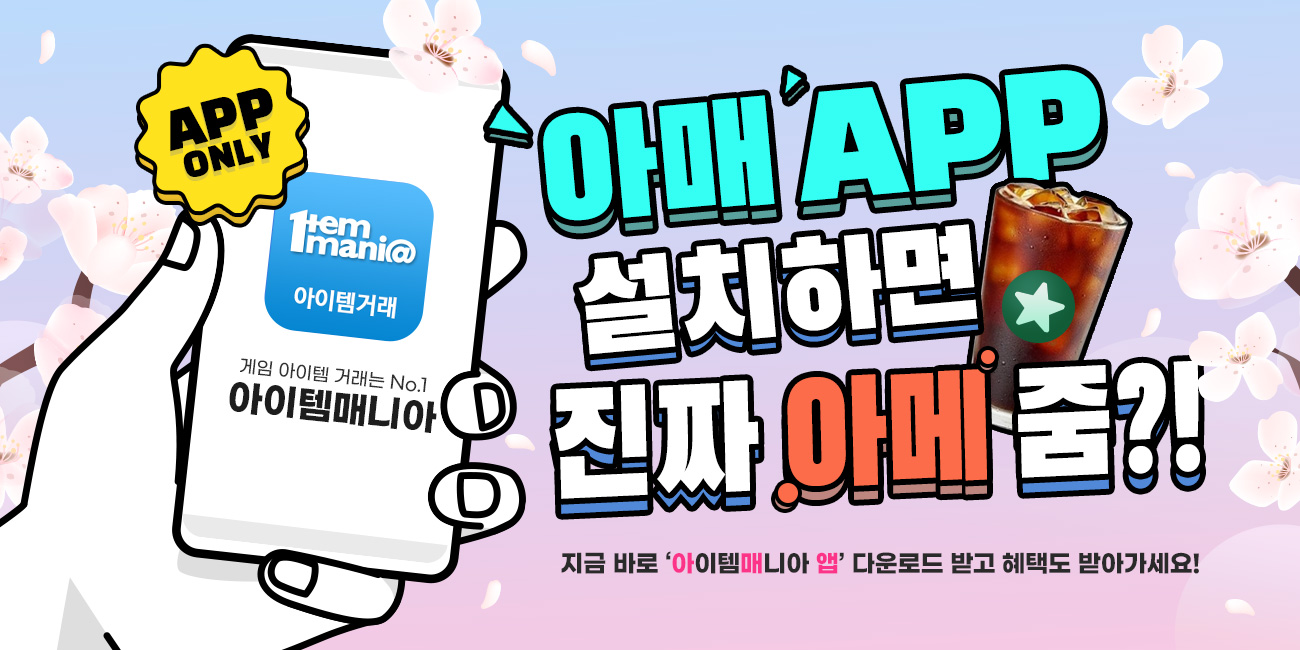 APP
ONLY
1tem
mani@
아이템거래
게임 아이템 거래는 No.1
아이템매니아
아매 APP
설치하면
진짜 아메 줌?!
지금 바로 ‘아이템매니아 앱’ 다운로드 받고 혜택도 받아가세요!